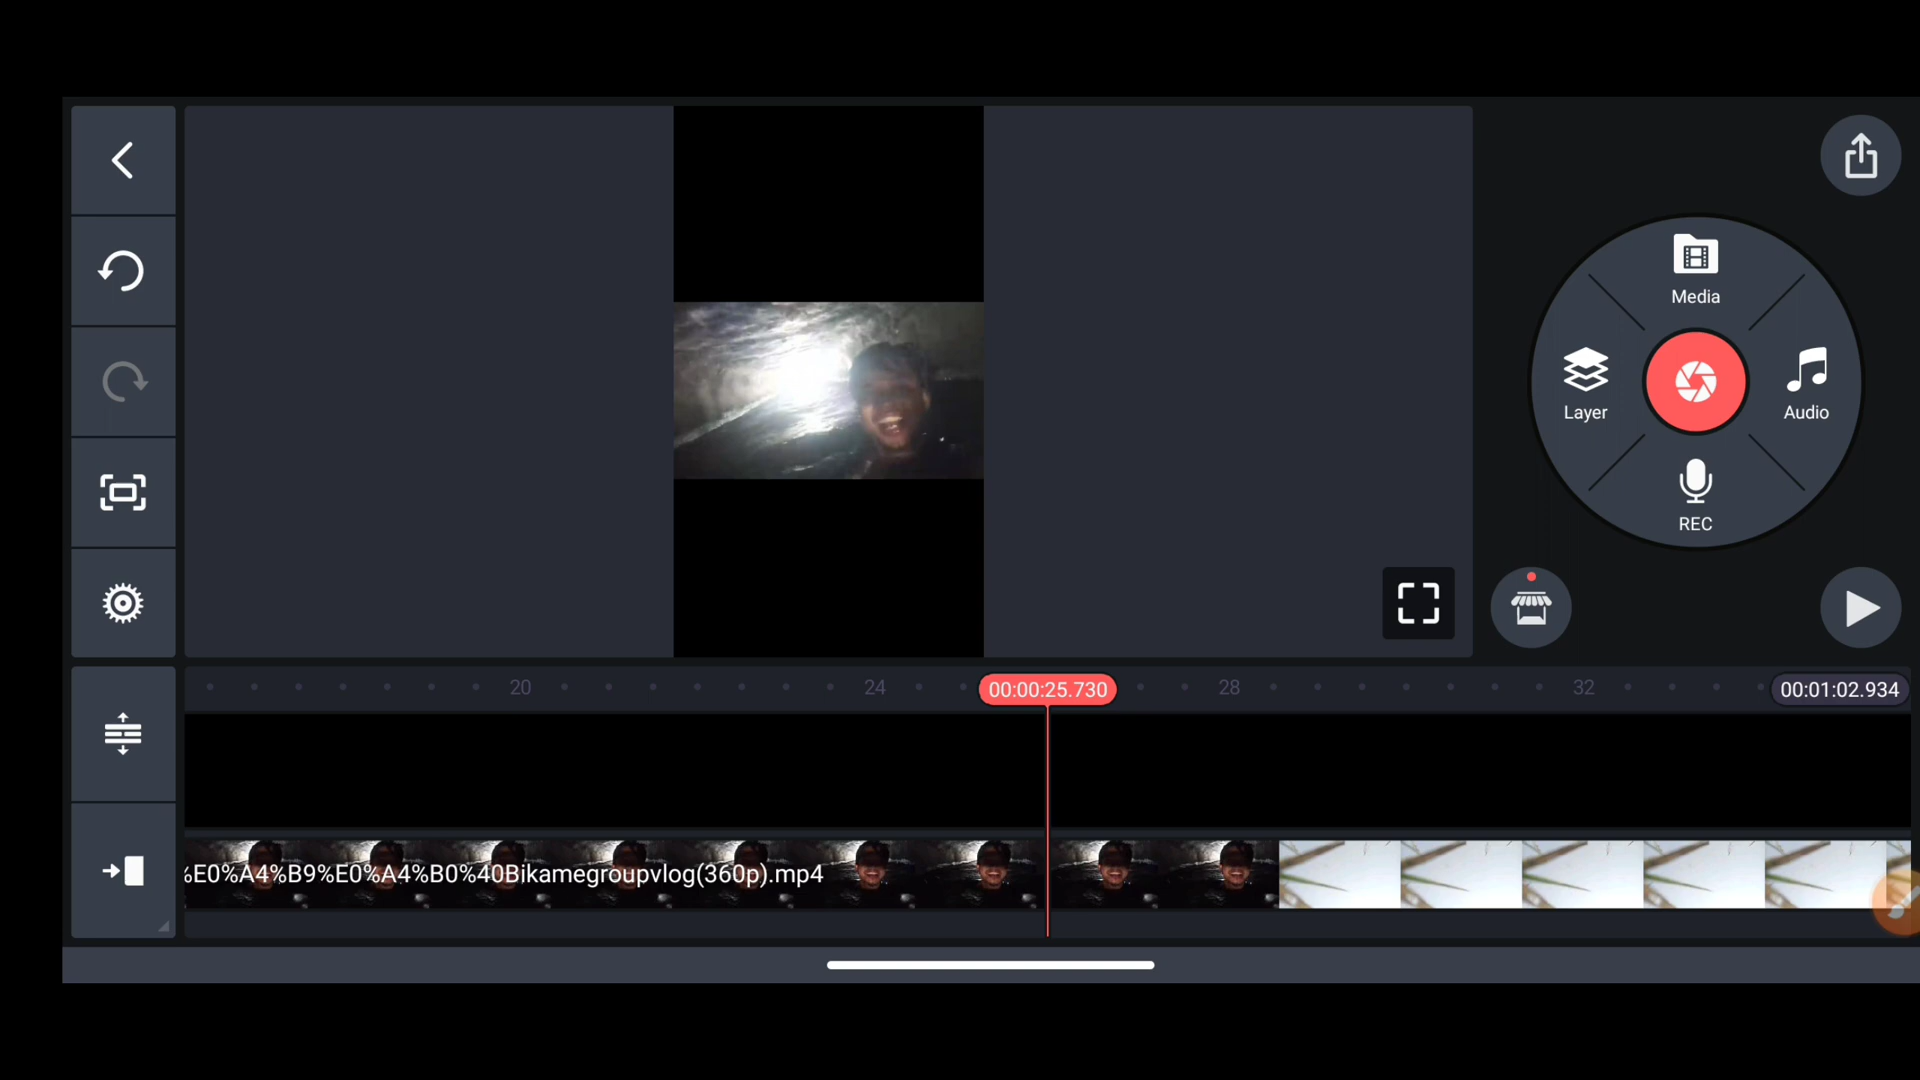 Media
Layer
Audio
REC
20
24
00:00:25.730
28
32
00:01:02.934
%E0%A4%B9%E0%A4%B0%40Bikamegroupvlog(360p).mp4